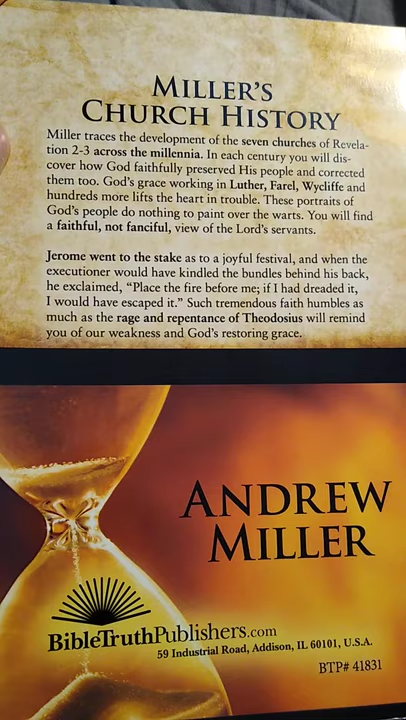 MILLER'S
CHURCH HISTORY
Miller traces the development of the seven churches of Revela-
tion 2-3 across the millennia. In each century you will dis-
cover how God faithfully preserved His people and corrected
them too. God's grace working in Luther, Farel, Wycliffe and
hundreds more lifts the heart in trouble. These portraits of
God's people do nothing to paint over the warts. You will find
a faithful, not fanciful, view of the Lord's servants.
Jerome went to the stake as to a joyful festival, and when the
executioner would have kindled the bundles behind his back,
he exclaimed, “Place the fire before me; if I had dreaded it,
I would have escaped it.” Such tremendous faith humbles as
much as the rage and repentance of Theodosius will remind
you of our weakness and God's restoring grace.
ANDREW
MILLER
BibleTruthPublishers.com
59 Industrial Road, Addison, IL 60101, U.S.A.
BTP# 41831